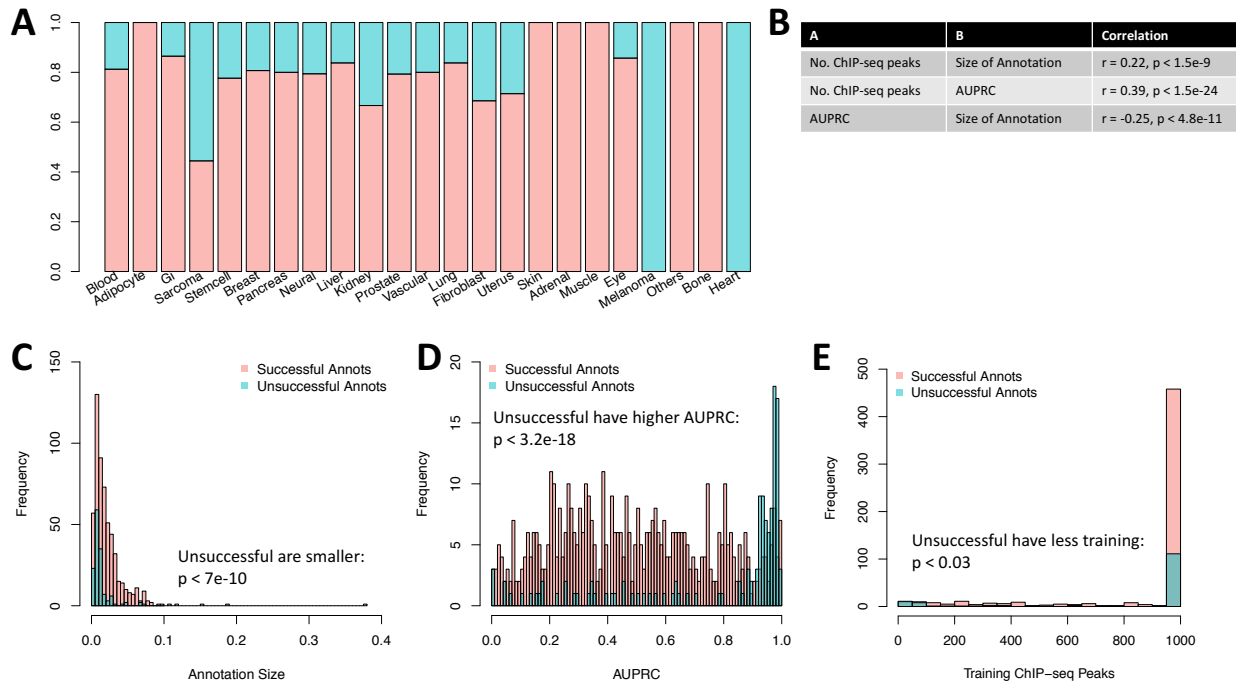 A
1.0
0.8
0.6
0.4
0.2
0.0
Blood
Adipocyte
Gi
Sarcoma
Stemcell
Breast
Pancreas
Neural
Liver
Kidney
Prostate
Vascular
Lung
Fibroblast
Uterus
Skin
Adrenal
Muscle
Eye
Melanoma
Others
Bone
Heart
B
A B Correlation
No. ChIP-seq peaks Size of Annotation r = 0.22, p < 1.5e-9
No. ChIP-seq peaks AUPRC r = 0.39, p < 1.5e-24
AUPRC Size of Annotation r = -0.25, p < 4.8e-11
C
Successful Annots
Unsuccessful Annots
Unsuccessful are smaller:
p < 7e-10
Frequency
150
100
50
0
0.0 0.1 0.2 0.3 0.4
Annotation Size
D
Successful Annots
Unsuccessful Annots
Unsuccessful have higher AUPRC:
p < 3.2e-18
Frequency
20
15
10
5
0
0.0 0.2 0.4 0.6 0.8 1.0
AUPRC
E
Successful Annots
Unsuccessful Annots
Unsuccessful have less training:
p < 0.03
Frequency
500
400
300
200
100
0
0 200 400 600 800 1000
Training ChIP−seq Peaks